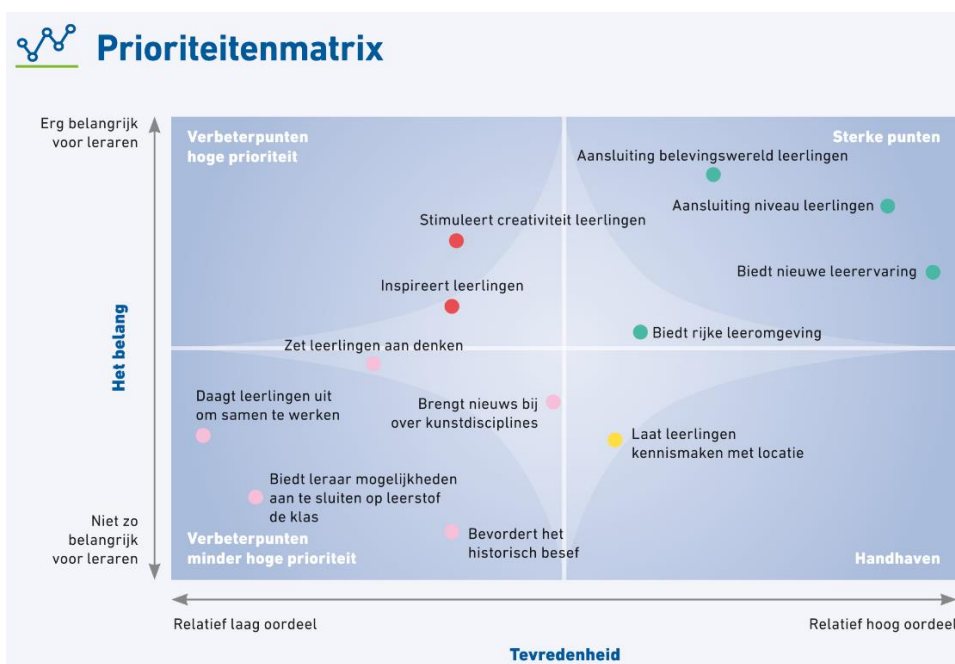 Prioriteitenmatrix
Erg belangrijk
voor leraren
Verbeterpunten
hoge prioriteit
Sterke punten
Aansluiting belevingswereld leerlingen
Aansluiting niveau leerlingen
Stimuleert creativiteit leerlingen
Biedt nieuwe leerervaring
Inspireert leerlingen
Biedt rijke leeromgeving
Zet leerlingen aan denken
Het belang
Daagt leerlingen uit
om samen te werken
Brengt nieuws bij
over kunstdisciplines
Laat leerlingen
kennismaken met locatie
Biedt leraar mogelijkheden
aan te sluiten op leerstof
de klas
Bevordert het
historisch besef
Niet zo
belangrijk
voor leraren
Verbeterpunten
minder hoge prioriteit
Handhaven
Relatief laag oordeel
Relatief hoog oordeel
Tevredenheid